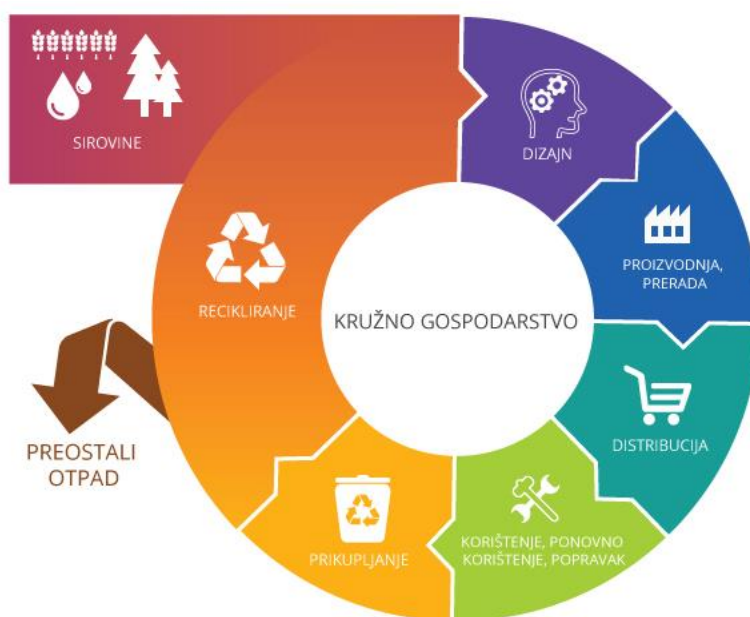 SIROVINE
DIZAJN
PROIZVODNJA,
PRERADA
RECIKLIRANJE
KRUŽNO GOSPODARSTVO
DISTRIBUCIJA
PREOSTALI
OTPAD
KORIŠTENJE, PONOVNO
KORIŠTENJE, POPRAVAK
PRIKUPLJANJE